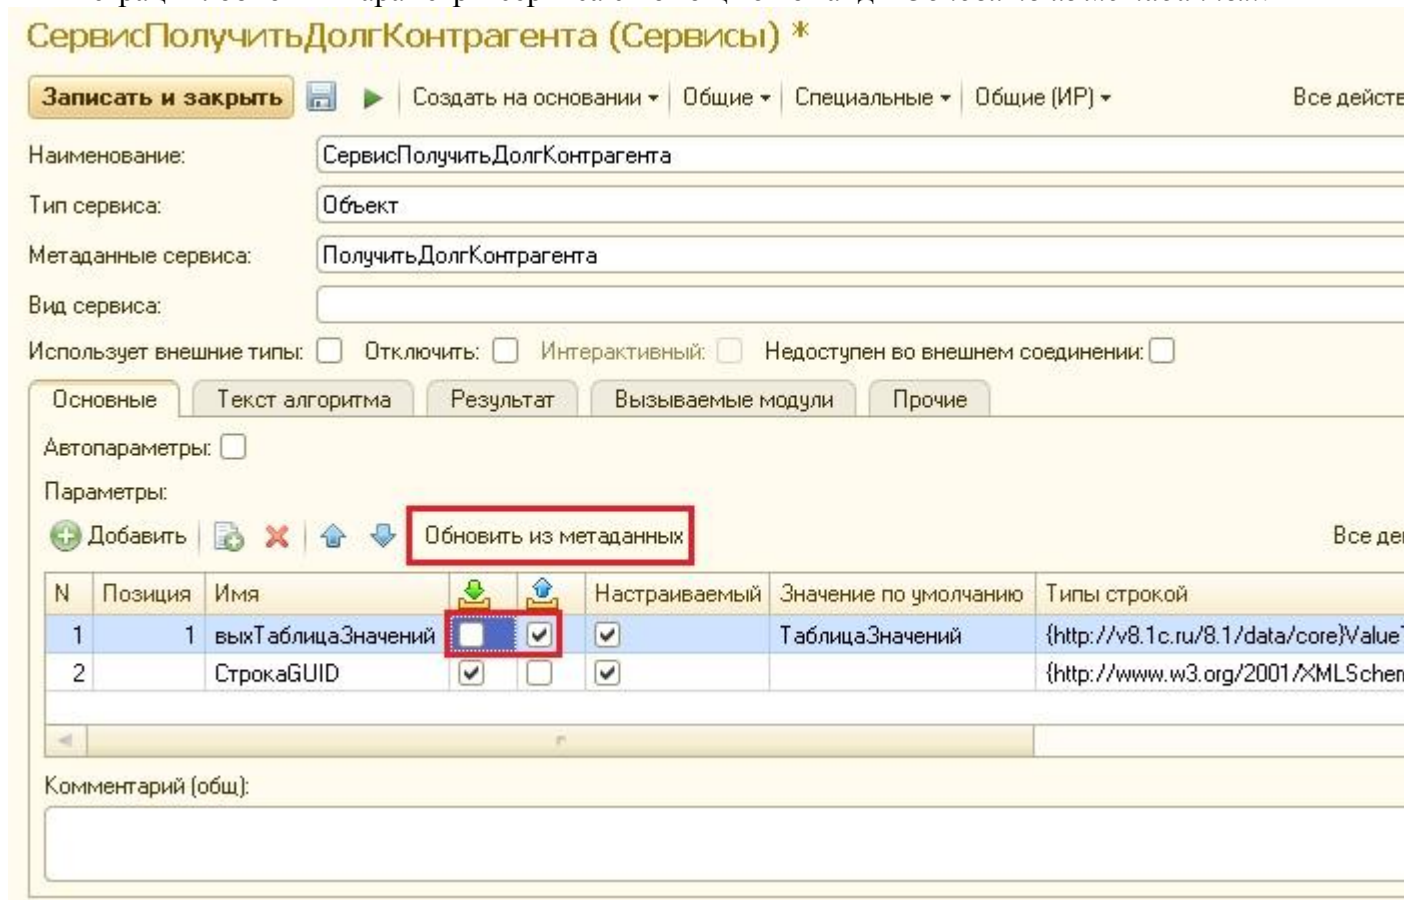 СервисПолучитьДолгКонтрагента (Сервисы) *
Записать и закрыть Создать на основании Общие Специальные Общие (ИР) Все действ
Наименование: СервисПолучитьДолгКонтрагента
Тип сервиса: Объект
Метаданные сервиса: ПолучитьДолгКонтрагента
Вид сервиса:
Использует внешние типы: Отключить: Интерактивный: Недоступен во внешнем соединении:
Основные Текст алгоритма Результат Вызываемые модули Прочие
Автопараметры:
Параметры:
Добавить Обновить из метаданных Все де
N Позиция Имя Настраиваемый Значение по умолчанию Типы строкой
1 1 выхТаблицаЗначений ТаблицаЗначений {http://v8.1c.ru/8.1/data/core}Value
2 СтрокаGUID {http://www.w3.org/2001/XMLSchem
Комментарий (общ):